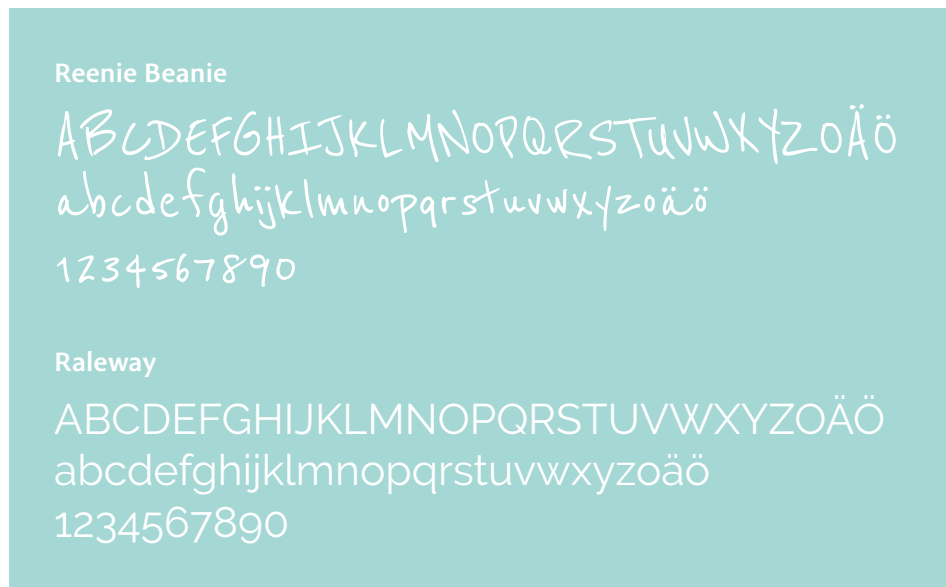 Reenie Beanie
ABCDEFGHIJKLMNOPQRSTUVWXYZOÄÖ
abcdefghijklmnopqrstuvwxyzoäö
1234567890
Raleway
ABCDEFGHIJKLMNOPQRSTUVWXYZOÄÖ
abcdefghijklmnopqrstuvwxyzoäö
1234567890